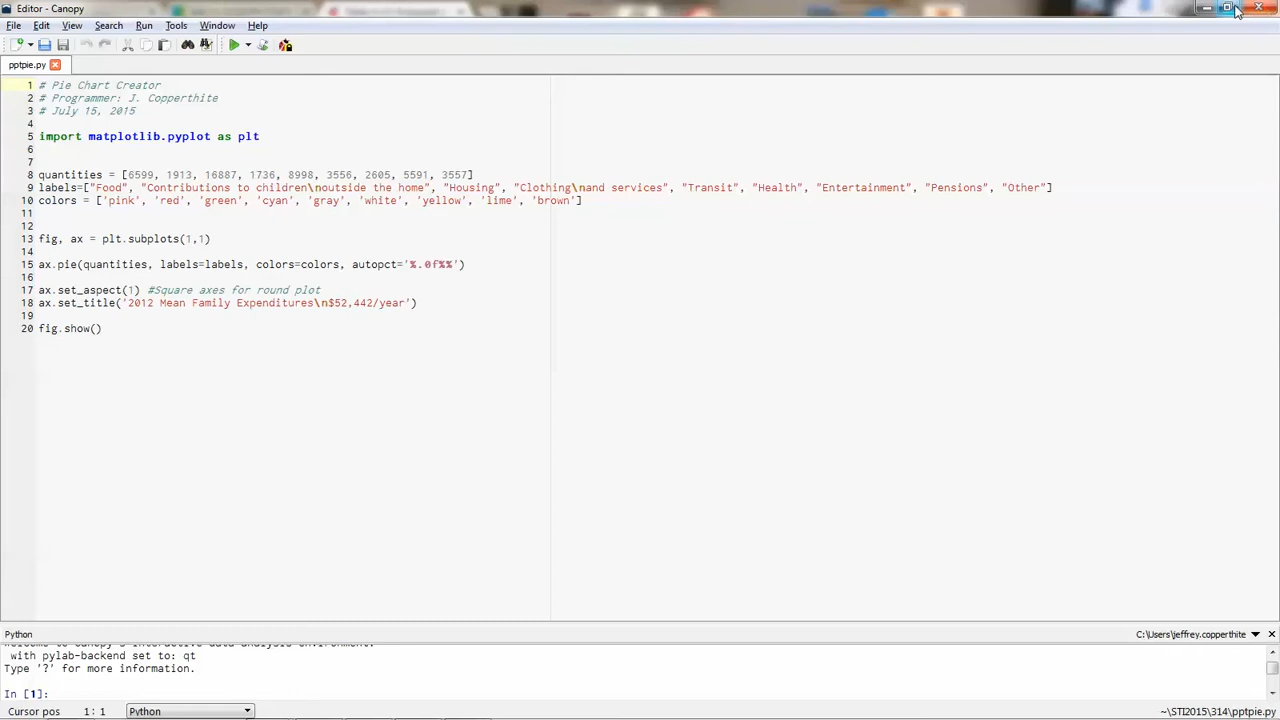 Editor - Canopy
File Edit View Search Run Tools Window Help
pptpie.py
1 # Pie Chart Creator
2 # Programmer: J. Copperthite
3 # July 15, 2015
4
5 import matplotlib.pyplot as plt
6
7
8 quantities = [6599, 1913, 16887, 1736, 8998, 3556, 2605, 5591, 3557]
9 labels=["Food", "Contributions to children\noutside the home", "Housing", "Clothing\nand services", "Transit", "Health", "Entertainment", "Pensions", "Other"]
10 colors = ['pink', 'red', 'green', 'cyan', 'gray', 'white', 'yellow', 'lime', 'brown']
11
12
13 fig, ax = plt.subplots(1,1)
14
15 ax.pie(quantities, labels=labels, colors=colors, autopct='%.0f%%')
16
17 ax.set_aspect(1) #Square axes for round plot
18 ax.set_title('2012 Mean Family Expenditures\n$52,442/year')
19
20 fig.show()
Python C:\Users\jeffrey.copperthite
Welcome to Canopy's interactive data-analysis environment!
with pylab-backend set to: qt
Type '?' for more information.
In [1]:
Cursor pos 1: 1 Python ~\STI2015\314\pptpie.py